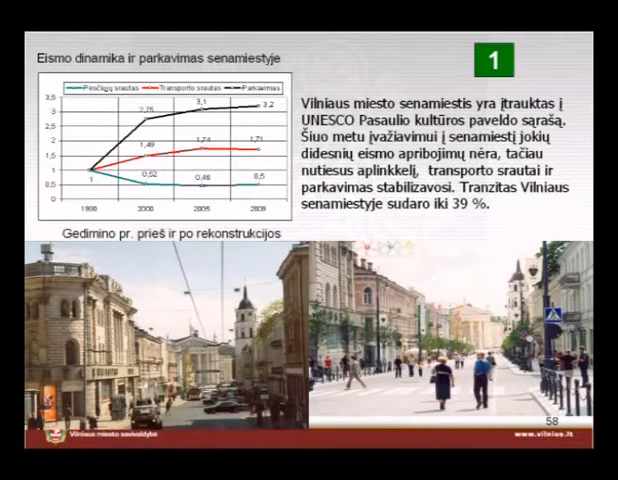 Eismo dinamika ir parkavimas senamiestyje
1
Pėsčiųjų srautas Transporto srautas Parkavimas
3,5
3
2,5
2
1,5
1
0,5
0
2,75
3,1
3,2
1,49
1,74
1,71
1
0,52
0,46
0,5
1990 2000 2005 2009
Vilniaus miesto senamiestis yra įtrauktas į
UNESCO Pasaulio kultūros paveldo sąrašą.
Šiuo metu įvažiavimui į senamiestį jokių
didesnių eismo apribojimų nėra, tačiau
nutiesus aplinkkelį, transporto srautai ir
parkavimas stabilizavosi. Tranzitas Vilniaus
senamiestyje sudaro iki 39 %.
Gedimino pr. prieš ir po rekonstrukcijos
58
Vilniaus miesto savivaldybė
www.vilnius.lt